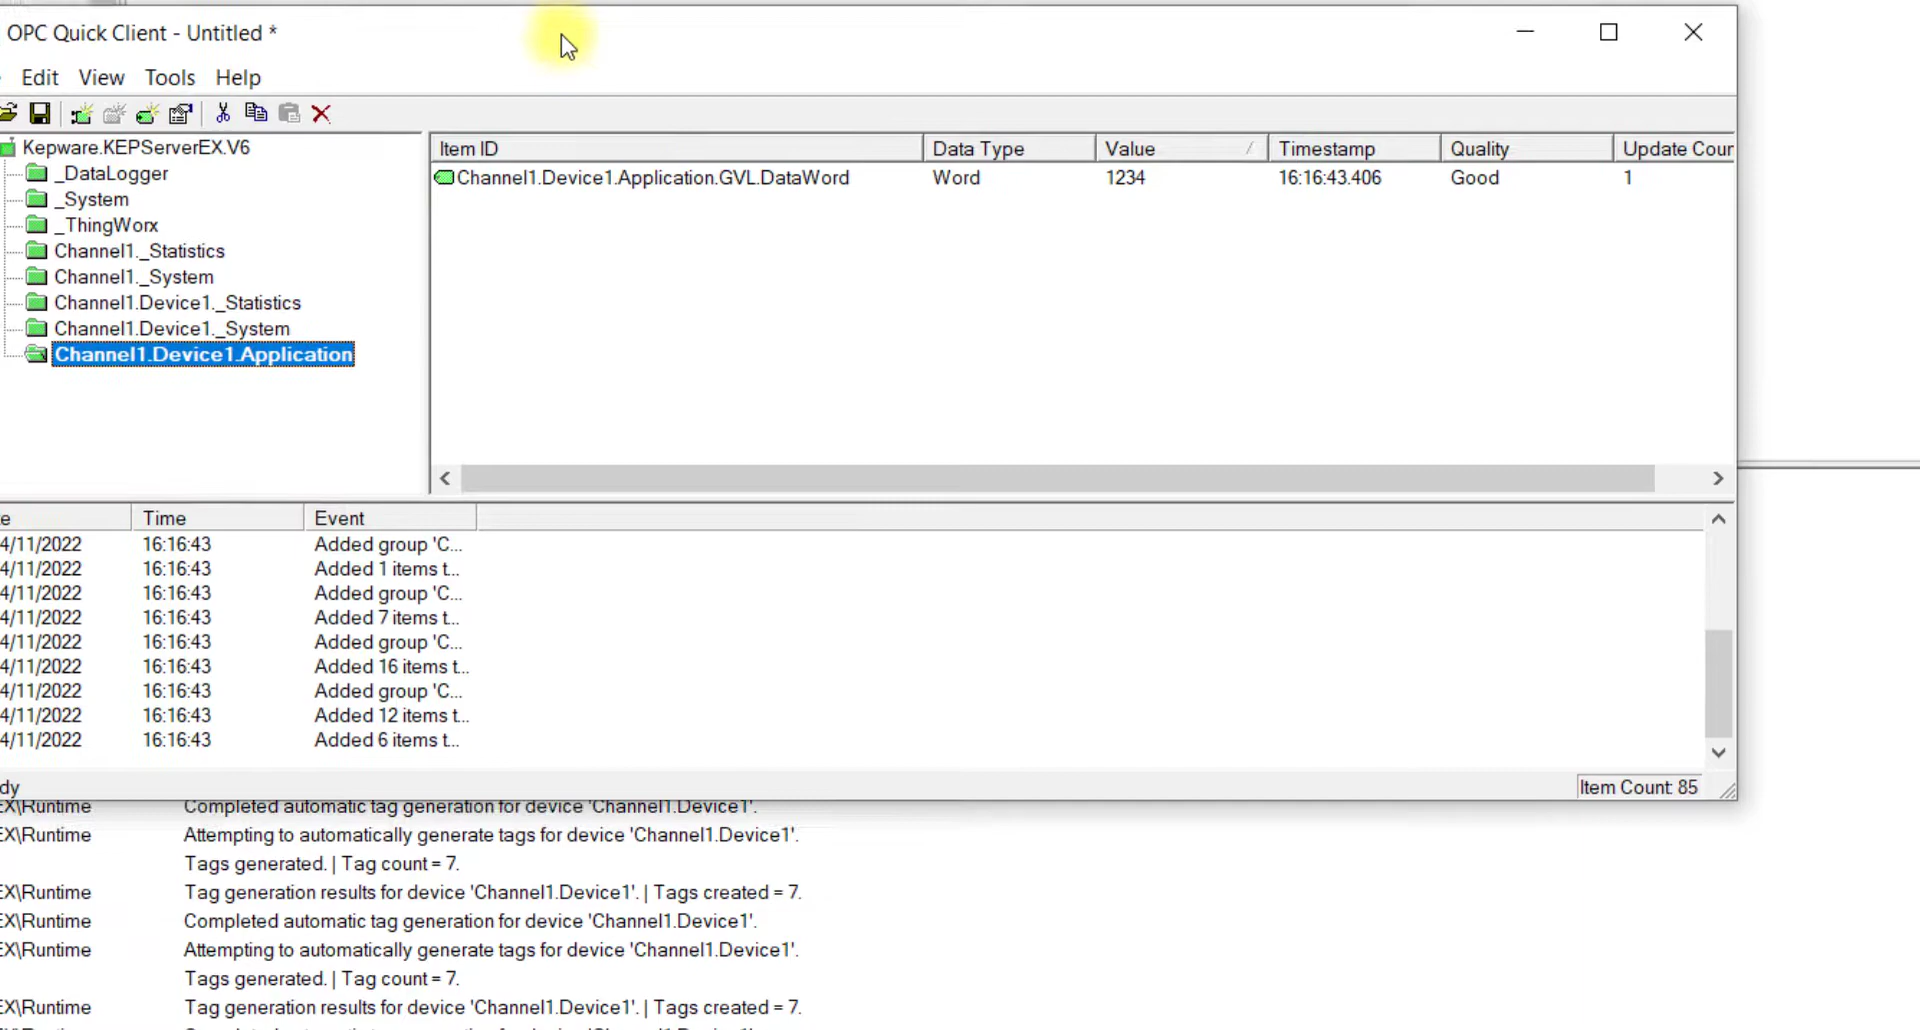 OPC Quick Client - Untitled *
Edit View Tools Help
Kepware.KEPServerEX.V6
_DataLogger
_System
_ThingWorx
Channel1._Statistics
Channel1._System
Channel1.Device1._Statistics
Channel1.Device1._System
Channel1.Device1.Application
Item ID Data Type Value Timestamp Quality Update Cour
Channel1.Device1.Application.GVL.DataWord Word 1234 16:16:43.406 Good 1
e Time Event
4/11/2022 16:16:43 Added group 'C...
4/11/2022 16:16:43 Added 1 items t...
4/11/2022 16:16:43 Added group 'C...
4/11/2022 16:16:43 Added 7 items t...
4/11/2022 16:16:43 Added group 'C...
4/11/2022 16:16:43 Added 16 items t...
4/11/2022 16:16:43 Added group 'C...
4/11/2022 16:16:43 Added 12 items t...
4/11/2022 16:16:43 Added 6 items t...
dy Item Count: 85
EX\Runtime Completed automatic tag generation for device 'Channel1.Device1'.
EX\Runtime Attempting to automatically generate tags for device 'Channel1.Device1'.
Tags generated. | Tag count = 7.
EX\Runtime Tag generation results for device 'Channel1.Device1'. | Tags created = 7.
EX\Runtime Completed automatic tag generation for device 'Channel1.Device1'.
EX\Runtime Attempting to automatically generate tags for device 'Channel1.Device1'.
Tags generated. | Tag count = 7.
EX\Runtime Tag generation results for device 'Channel1.Device1'. | Tags created = 7.